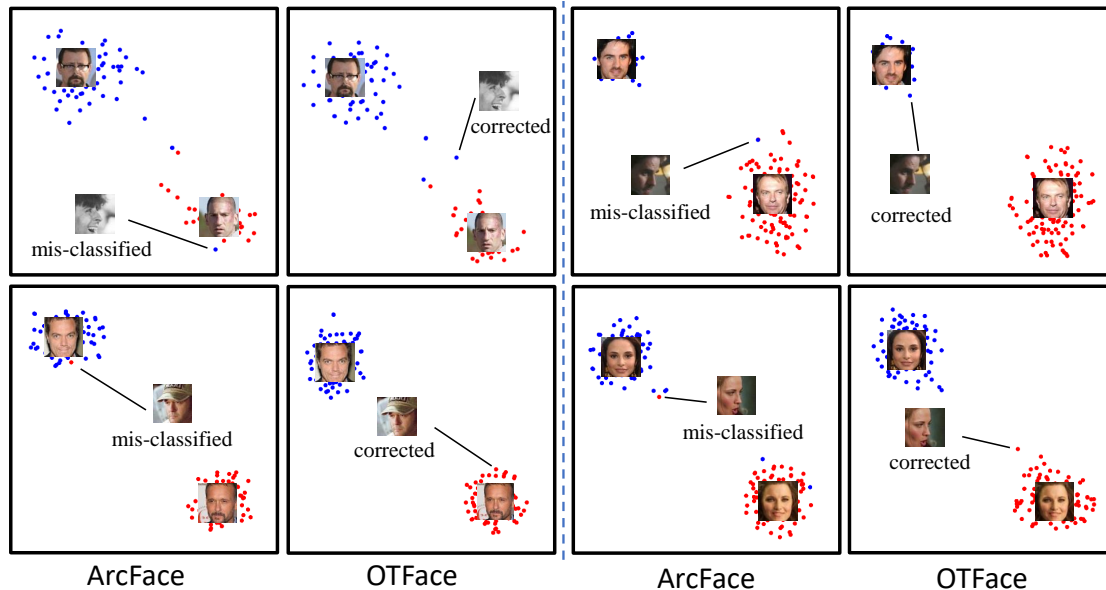 corrected
mis-classified
mis-classified
corrected
mis-classified
corrected
mis-classified
corrected
ArcFace
OTFace
ArcFace
OTFace